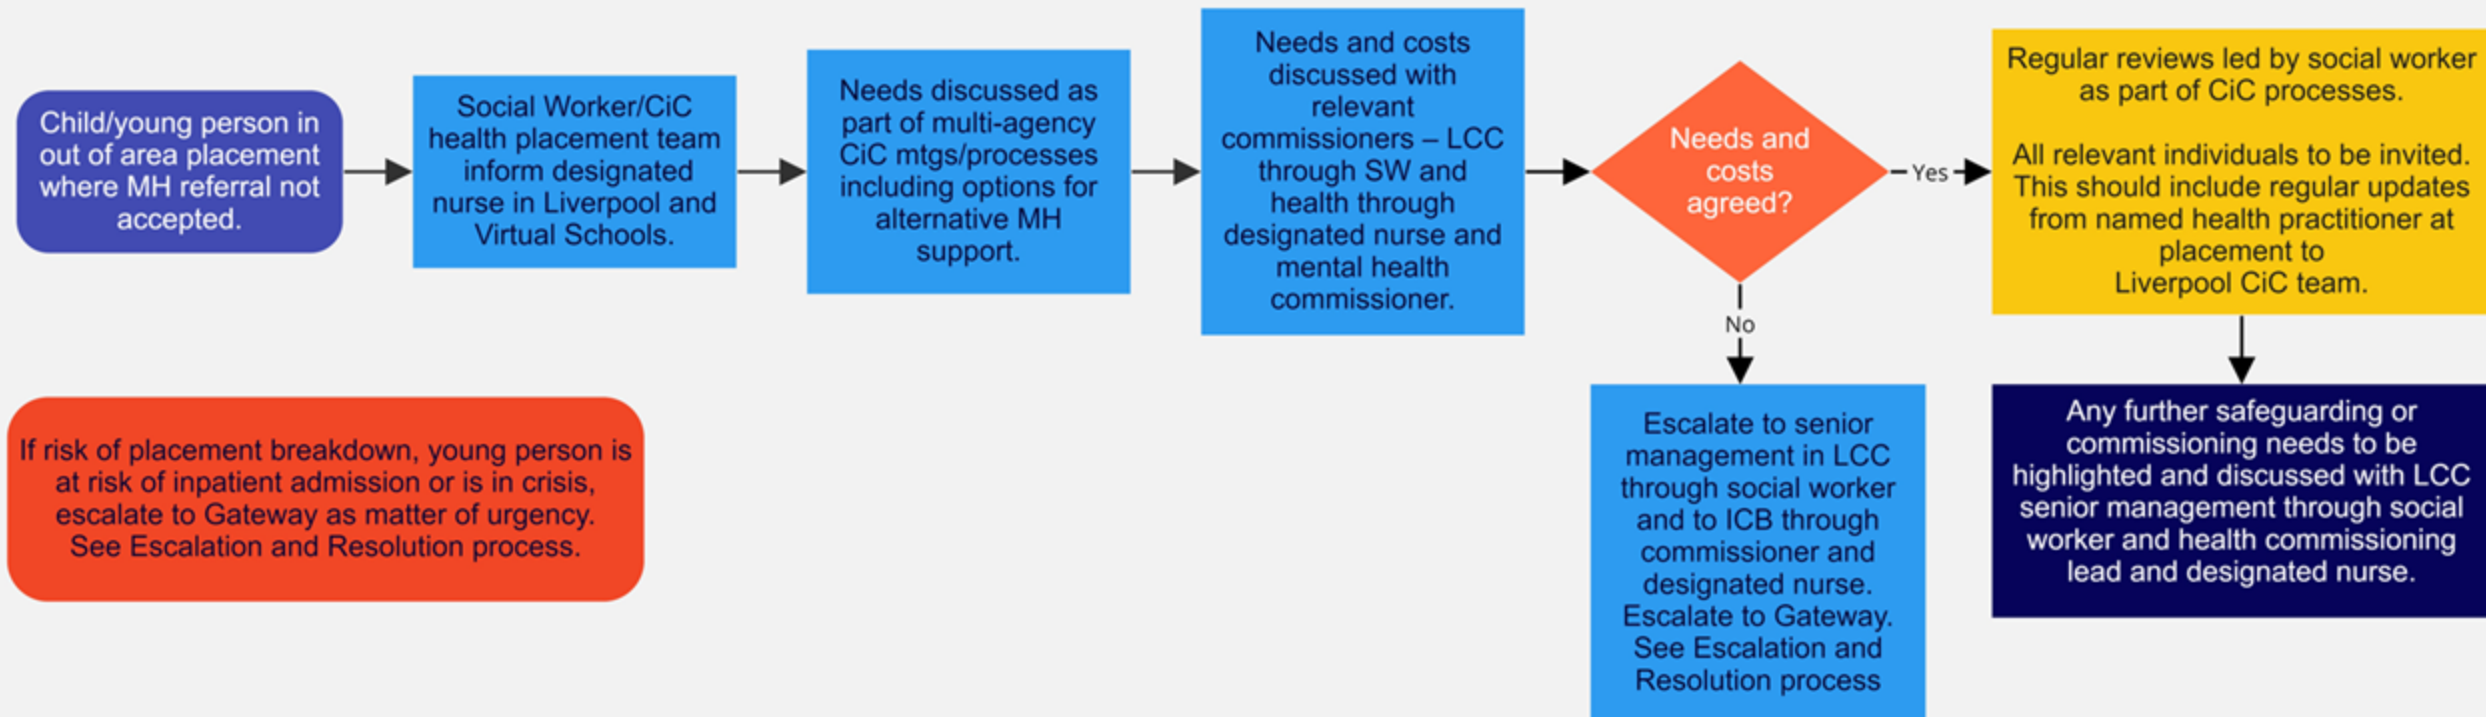 Child/young person in
out of area placement
where MH referral not
accepted.
Social Worker/CiC
health placement team
inform designated
nurse in Liverpool and
Virtual Schools.
Needs discussed as
part of multi-agency
CiC mtgs/processes
including options for
alternative MH
support.
Needs and costs
discussed with
relevant
commissioners – LCC
through SW and
health through
designated nurse and
mental health
commissioner.
Needs and
costs
agreed?
Yes
Regular reviews led by social worker
as part of CiC processes.
All relevant individuals to be invited.
This should include regular updates
from named health practitioner at
placement to
Liverpool CiC team.
No
Escalate to senior
management in LCC
through social worker
and to ICB through
commissioner and
designated nurse.
Escalate to Gateway.
See Escalation and
Resolution process
Any further safeguarding or
commissioning needs to be
highlighted and discussed with LCC
senior management through social
worker and health commissioning
lead and designated nurse.
If risk of placement breakdown, young person is
at risk of inpatient admission or is in crisis,
escalate to Gateway as matter of urgency.
See Escalation and Resolution process.